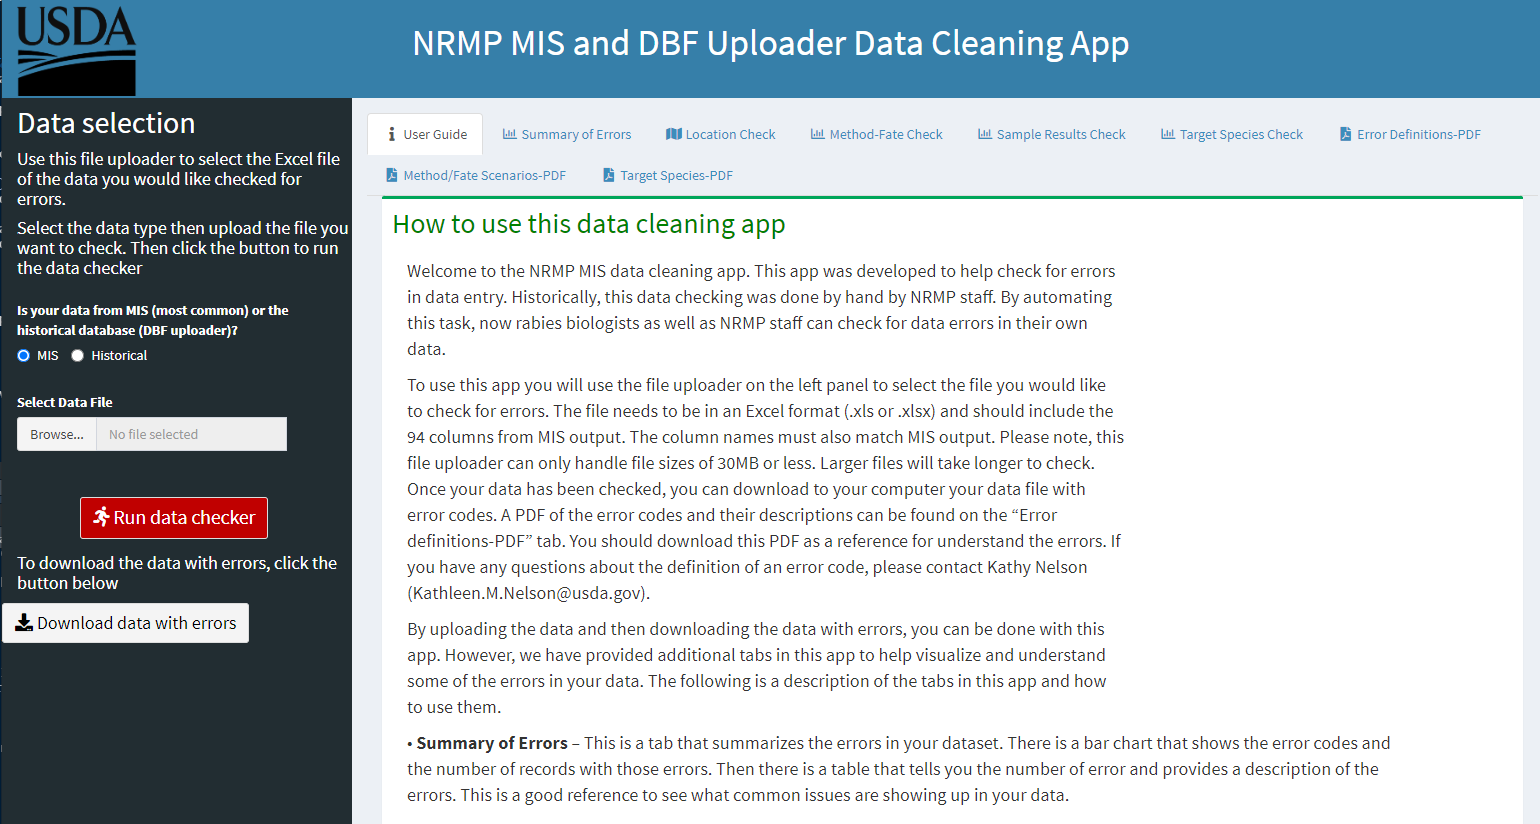 USDA
NRMP MIS and DBF Uploader Data Cleaning App
Data selection
Use this file uploader to select the Excel file
of the data you would like checked for
errors.
Select the data type then upload the file you
want to check. Then click the button to run
the data checker
Is your data from MIS (most common) or the
historical database (DBF uploader)?
MIS Historical
Select Data File
Browse... No file selected
Run data checker
To download the data with errors, click the
button below
Download data with errors
User Guide Summary of Errors Location Check Method-Fate Check Sample Results Check Target Species Check Error Definitions-PDF
Method/Fate Scenarios-PDF Target Species-PDF
How to use this data cleaning app
Welcome to the NRMP MIS data cleaning app. This app was developed to help check for errors
in data entry. Historically, this data checking was done by hand by NRMP staff. By automating
this task, now rabies biologists as well as NRMP staff can check for data errors in their own
data.
To use this app you will use the file uploader on the left panel to select the file you would like
to check for errors. The file needs to be in an Excel format (.xls or .xlsx) and should include the
94 columns from MIS output. The column names must also match MIS output. Please note, this
file uploader can only handle file sizes of 30MB or less. Larger files will take longer to check.
Once your data has been checked, you can download to your computer your data file with
error codes. A PDF of the error codes and their descriptions can be found on the “Error
definitions-PDF” tab. You should download this PDF as a reference for understand the errors. If
you have any questions about the definition of an error code, please contact Kathy Nelson
(Kathleen.M.Nelson@usda.gov).
By uploading the data and then downloading the data with errors, you can be done with this
app. However, we have provided additional tabs in this app to help visualize and understand
some of the errors in your data. The following is a description of the tabs in this app and how
to use them.
• Summary of Errors – This is a tab that summarizes the errors in your dataset. There is a bar chart that shows the error codes and
the number of records with those errors. Then there is a table that tells you the number of error and provides a description of the
errors. This is a good reference to see what common issues are showing up in your data.